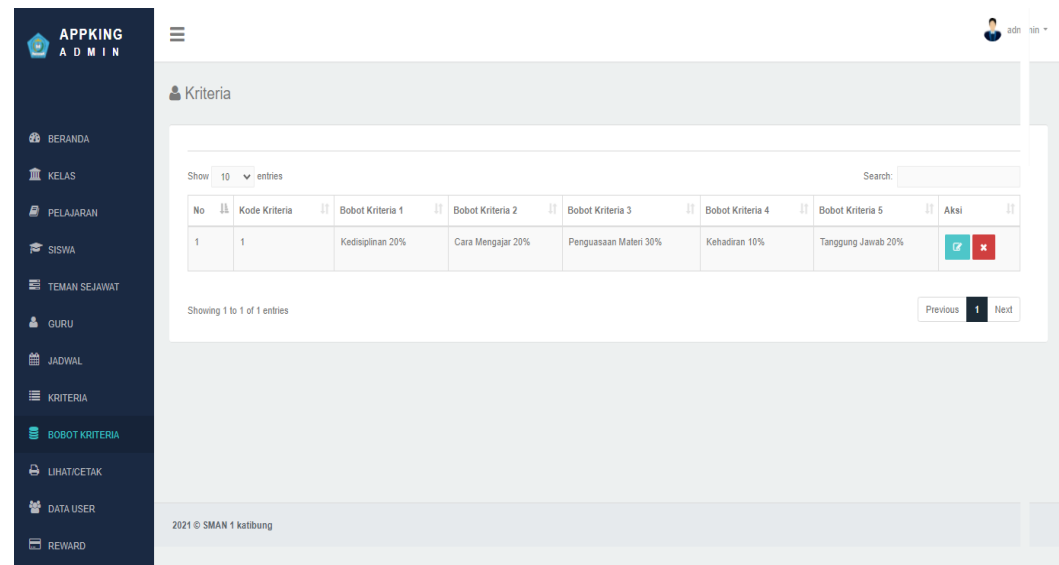 APPKING
ADMIN
adn nin
Kriteria
BERANDA
KELAS
PELAJARAN
SISWA
TEMAN SEJAWAT
GURU
JADWAL
KRITERIA
BOBOT KRITERIA
LIHAT/CETAK
DATA USER
REWARD
Show 10 entries
Search:
No Kode Kriteria Bobot Kriteria 1 Bobot Kriteria 2 Bobot Kriteria 3 Bobot Kriteria 4 Bobot Kriteria 5 Aksi
1 1 Kedisiplinan 20% Cara Mengajar 20% Penguasaan Materi 30% Kehadiran 10% Tanggung Jawab 20%
Showing 1 to 1 of 1 entries
Previous 1 Next
2021 © SMAN 1 katibung